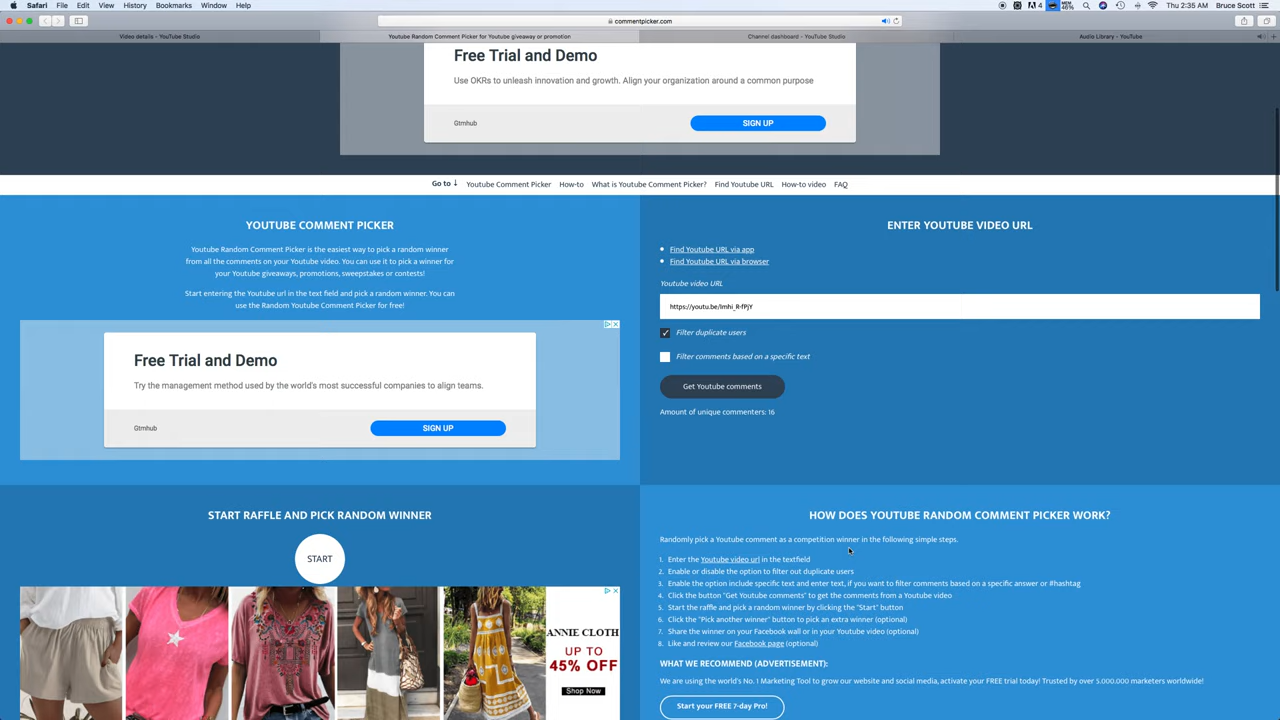 Safari File Edit View History Bookmarks Window Help
4 46% Thu 2:35 AM Bruce Scott
commentpicker.com
Video details - YouTube Studio
Youtube Random Comment Picker for Youtube giveaway or promotion
Channel dashboard - YouTube Studio
Audio Library - YouTube
Free Trial and Demo
Use OKRs to unleash innovation and growth. Align your organization around a common purpose
Gtmhub
SIGN UP
Go to ↓ Youtube Comment Picker How-to What is Youtube Comment Picker? Find Youtube URL How-to video FAQ
YOUTUBE COMMENT PICKER
Youtube Random Comment Picker is the easiest way to pick a random winner
from all the comments on your Youtube video. You can use it to pick a winner for
your Youtube giveaways, promotions, sweepstakes or contests!
Start entering the Youtube url in the text field and pick a random winner. You can
use the Random Youtube Comment Picker for free!
Free Trial and Demo
Try the management method used by the world's most successful companies to align teams.
Gtmhub
SIGN UP
ENTER YOUTUBE VIDEO URL
Find Youtube URL via app
Find Youtube URL via browser
Youtube video URL
Filter duplicate users
Filter comments based on a specific text
Get Youtube comments
Amount of unique commenters: 16
START RAFFLE AND PICK RANDOM WINNER
START
ANNIE CLOTH
UP TO
45% OFF
Shop Now
HOW DOES YOUTUBE RANDOM COMMENT PICKER WORK?
Randomly pick a Youtube comment as a competition winner in the following simple steps.
1. Enter the Youtube video url in the textfield
2. Enable or disable the option to filter out duplicate users
3. Enable the option include specific text and enter text, if you want to filter comments based on a specific answer or #hashtag
4. Click the button "Get Youtube comments" to get the comments from a Youtube video
5. Start the raffle and pick a random winner by clicking the "Start" button
6. Click the "Pick another winner" button to pick an extra winner (optional)
7. Share the winner on your Facebook wall or in your Youtube video (optional)
8. Like and review our Facebook page (optional)
WHAT WE RECOMMEND (ADVERTISEMENT):
We are using the world's No. 1 Marketing Tool to grow our website and social media, activate your FREE trial today! Trusted by over 5.000.000 marketers worldwide!
Start your FREE 7-day Pro!